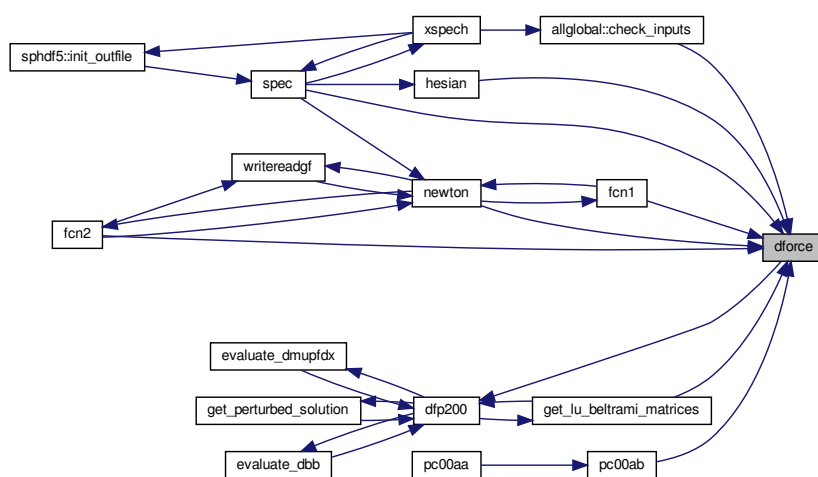 xspech
allglobal::check_inputs
sphdf5::init_outfile
spec
hesian
writereadgf
newton
fcn1
fcn2
dforce
evaluate_dmupfdx
get_perturbed_solution
dfp200
get_lu_beltrami_matrices
evaluate_dbb
pc00aa
pc00ab